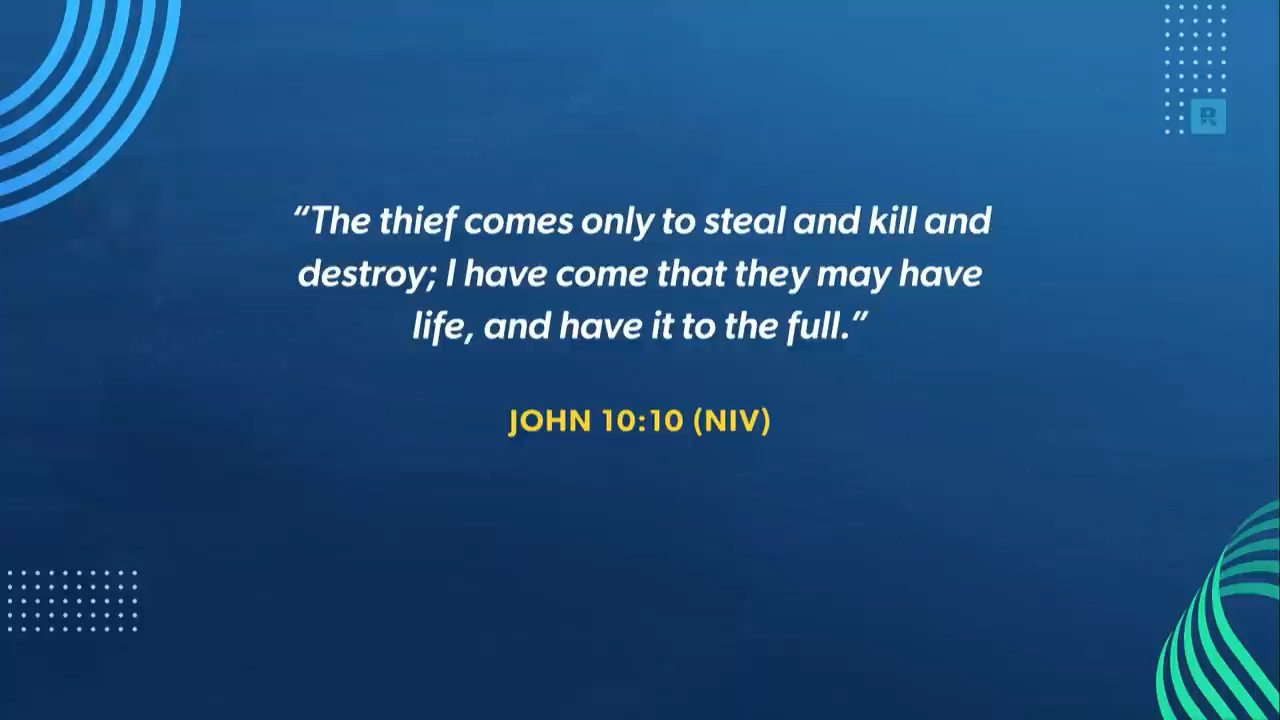 R
“The thief comes only to steal and kill and
destroy; I have come that they may have
life, and have it to the full.”
JOHN 10:10 (NIV)